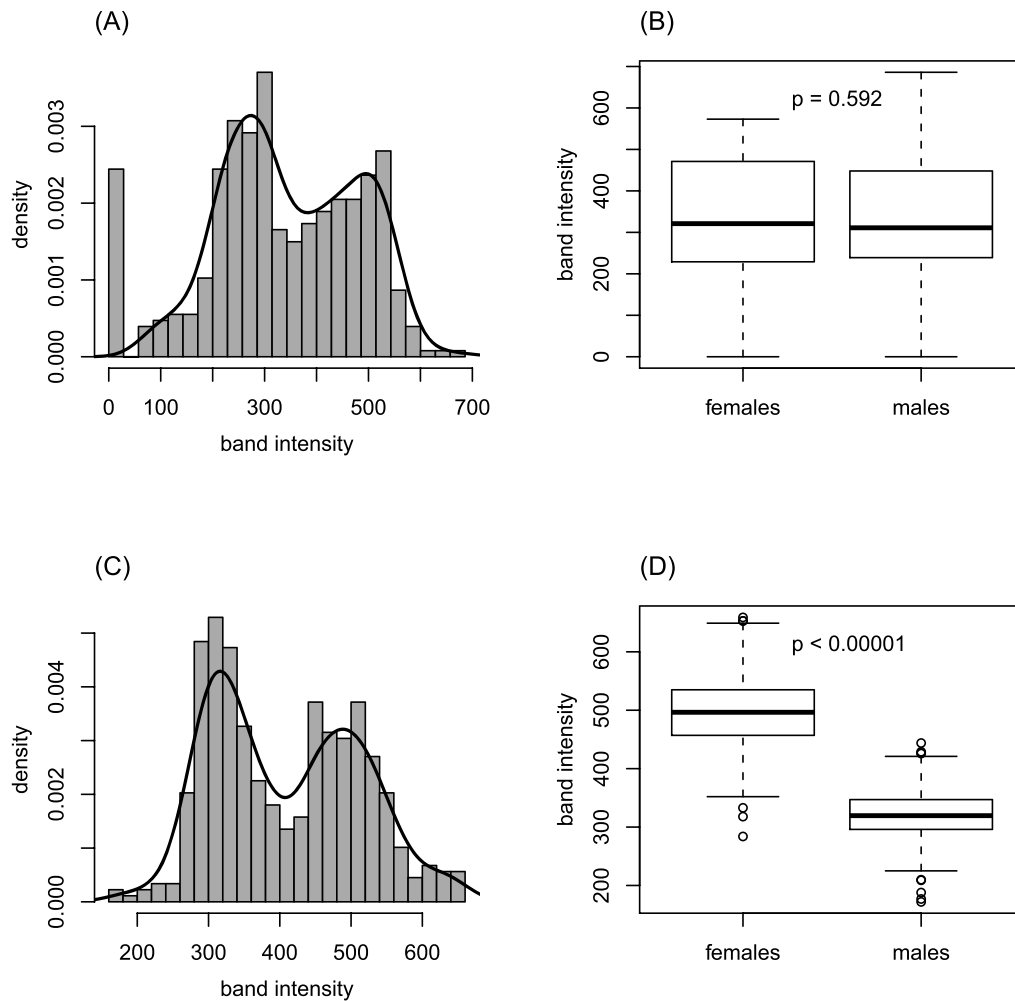 (A)
density
0.000
0.001
0.002
0.003
0 100 300 500 700
band intensity
(B)
band intensity
0
200
400
600
p = 0.592
females males
(C)
density
0.000
0.002
0.004
200 300 400 500 600
band intensity
(D)
band intensity
200
300
400
500
600
p < 0.00001
females males